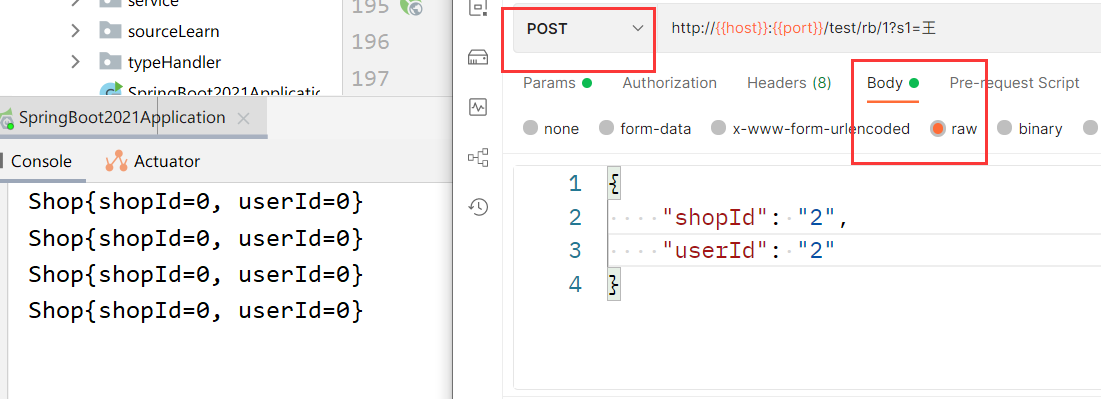 service
sourceLearn
typeHandler
SpringBoot2021Applicatio
195
196
197
SpringBoot2021Application
Console
Actuator
Shop{shopId=0, userId=0}
Shop{shopId=0, userId=0}
Shop{shopId=0, userId=0}
Shop{shopId=0, userId=0}
POST
http://{{host}}:{{port}}/test/rb/1?s1=王
Params
Authorization
Headers (8)
Body
Pre-request Script
none
form-data
x-www-form-urlencoded
raw
binary
1 {
2 ····"shopId":·"2",
3 ····"userId":·"2"
4 }